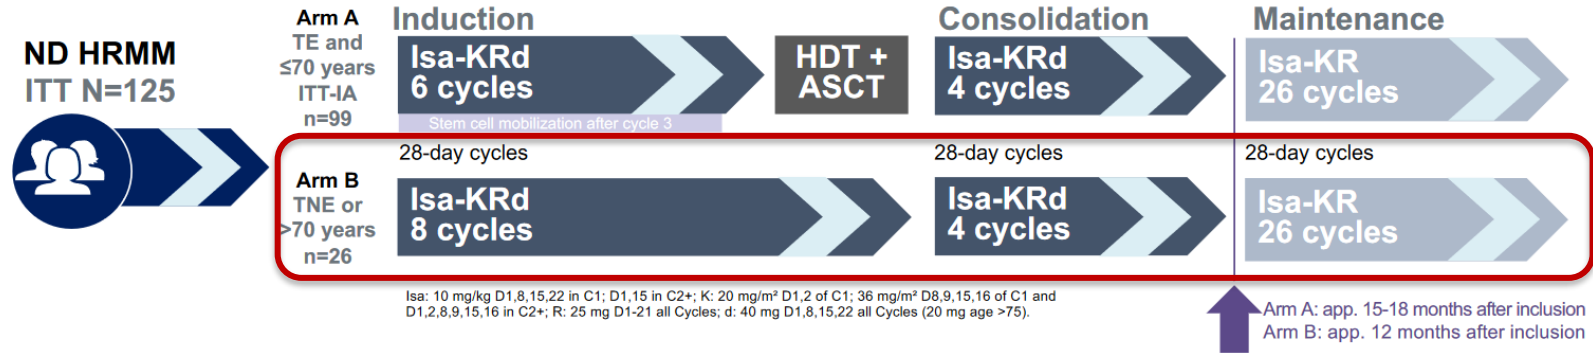 ND HRMM
ITT N=125
Arm A
TE and
≤70 years
ITT-IA
n=99
Induction
Isa-KRd
6 cycles
Stem cell mobilization after cycle 3
HDT +
ASCT
Consolidation
Isa-KRd
4 cycles
Maintenance
Isa-KR
26 cycles
28-day cycles
28-day cycles
28-day cycles
Arm B
TNE or
>70 years
n=26
Isa-KRd
8 cycles
Isa-KRd
4 cycles
Isa-KR
26 cycles
Isa: 10 mg/kg D1,8,15,22 in C1; D1,15 in C2+; K: 20 mg/m² D1,2 of C1; 36 mg/m² D8,9,15,16 of C1 and
D1,2,8,9,15,16 in C2+; R: 25 mg D1-21 all Cycles; d: 40 mg D1,8,15,22 all Cycles (20 mg age >75).
Arm A: app. 15-18 months after inclusion
Arm B: app. 12 months after inclusion